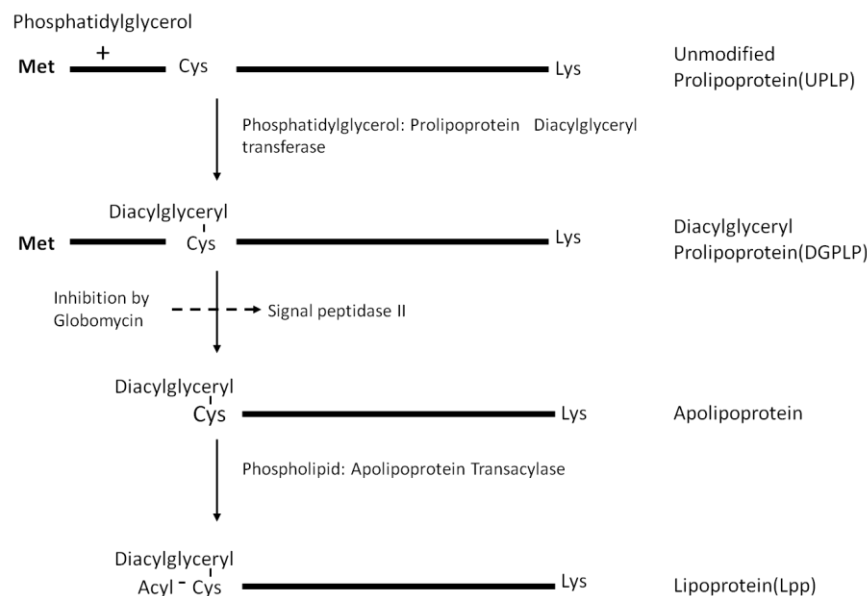 Phosphatidylglycerol
+
Met Cys Lys Unmodified
Prolipoprotein(UPLP)
Phosphatidylglycerol: Prolipoprotein Diacylglyceryl
transferase
Diacylglyceryl
Met Cys Lys Diacylglyceryl
Prolipoprotein(DGPLP)
Inhibition by
Globomycin
Signal peptidase II
Diacylglyceryl
Cys Lys Apolipoprotein
Phospholipid: Apolipoprotein Transacylase
Diacylglyceryl
Acyl - Cys Lys Lipoprotein(Lpp)